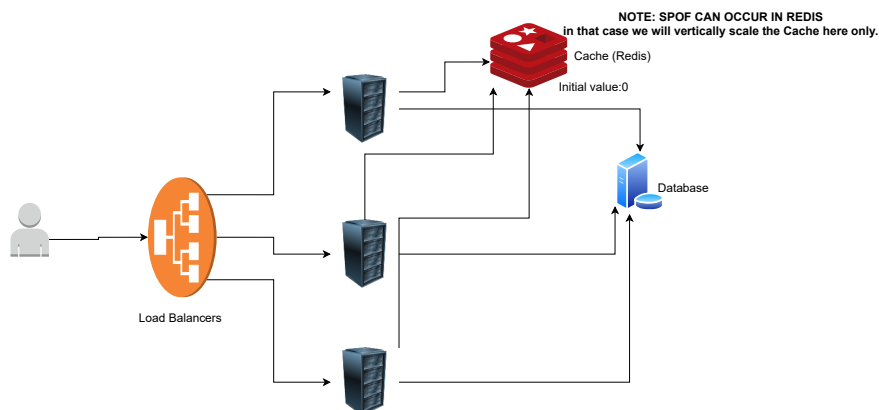 NOTE: SPOF CAN OCCUR IN REDIS
in that case we will vertically scale the Cache here only.
Cache (Redis)
Initial value:0
Database
Load Balancers